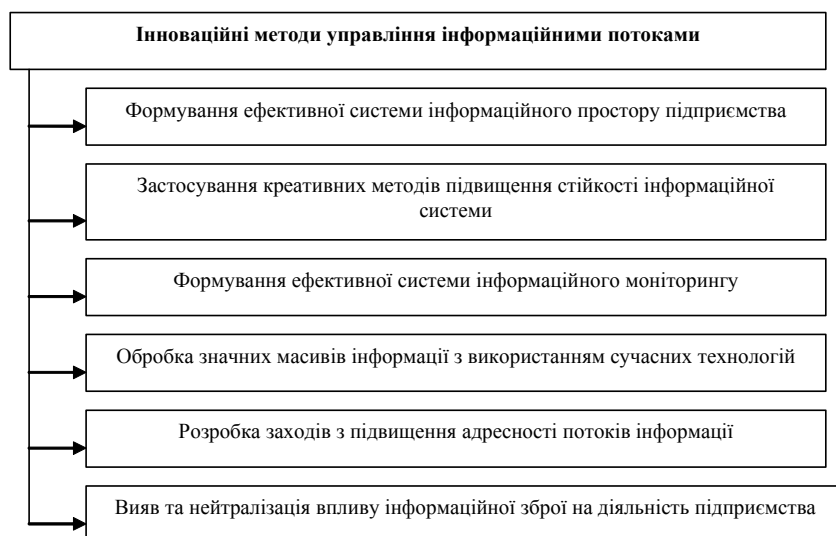 Інноваційні методи управління інформаційними потоками
Формування ефективної системи інформаційного простору підприємства
Застосування креативних методів підвищення стійкості інформаційної
системи
Формування ефективної системи інформаційного моніторингу
Обробка значних масивів інформації з використанням сучасних технологій
Розробка заходів з підвищення адресності потоків інформації
Вияв та нейтралізація впливу інформаційної зброї на діяльність підприємства